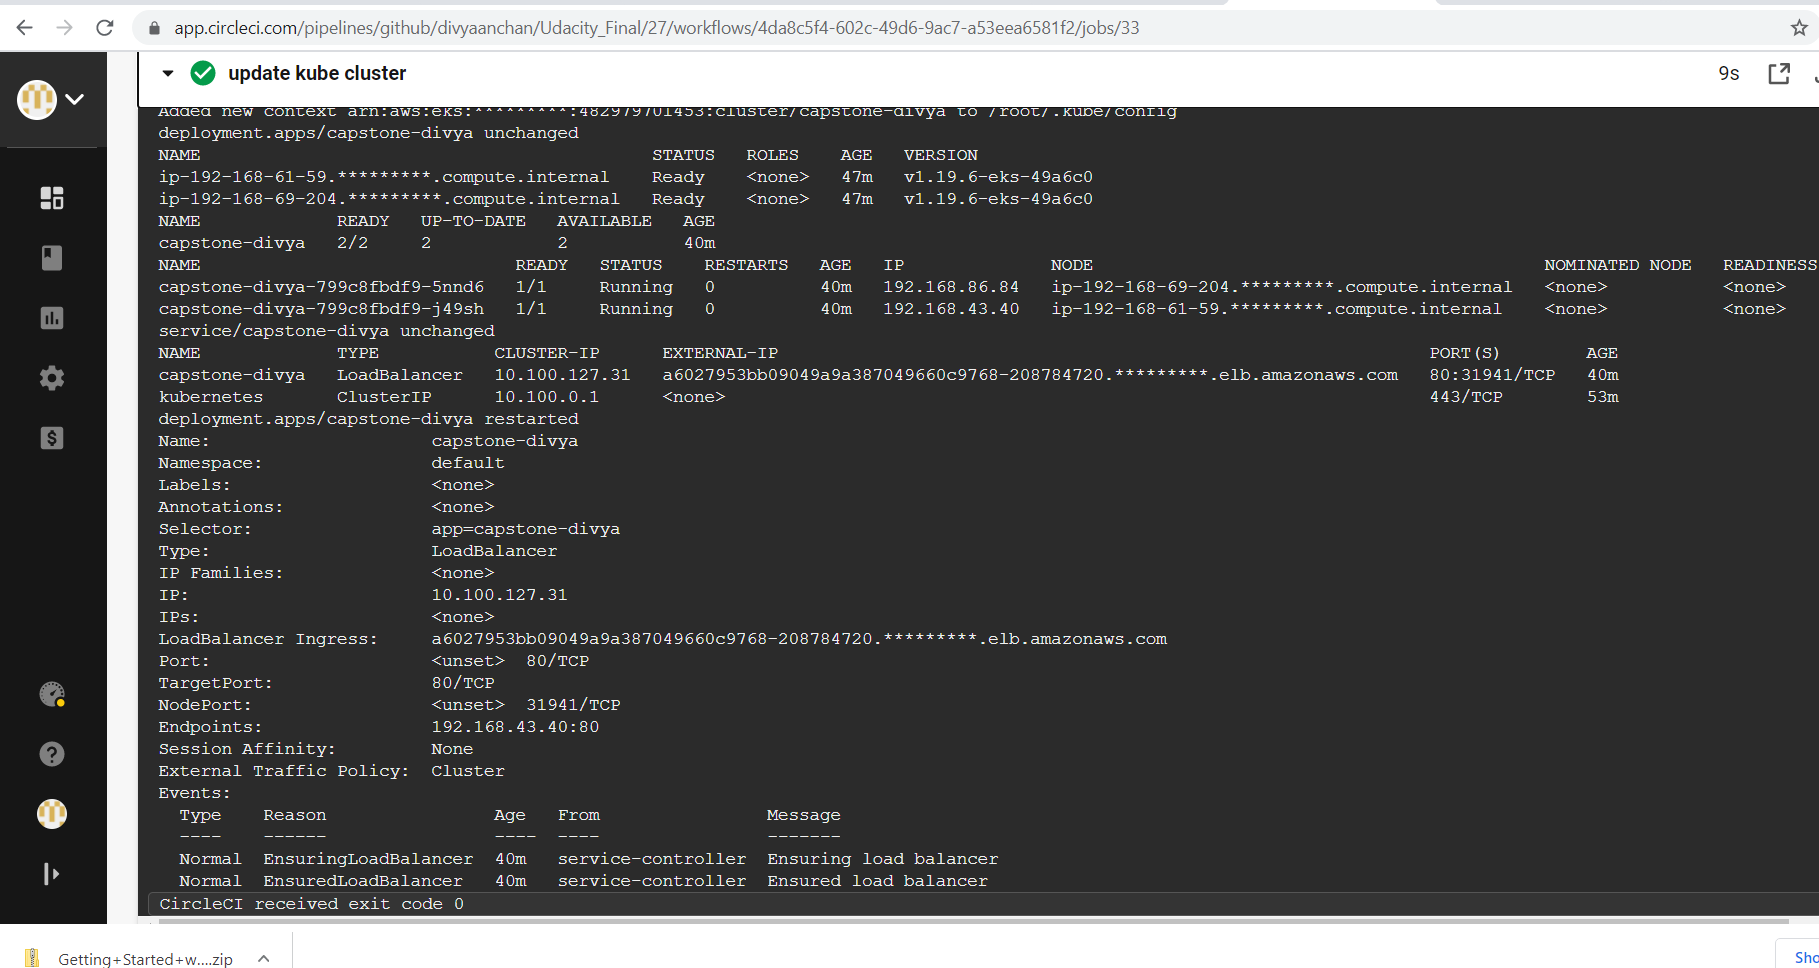 app.circleci.com/pipelines/github/divyaanchan/Udacity_Final/27/workflows/4da8c5f4-602c-49d6-9ac7-a53eea6581f2/jobs/33
update kube cluster 9s
Added new context arn:aws:eks:*********:482979701453:cluster/capstone-divya to /root/.kube/config
deployment.apps/capstone-divya unchanged
NAME STATUS ROLES AGE VERSION
ip-192-168-61-59.*********.compute.internal Ready <none> 47m v1.19.6-eks-49a6c0
ip-192-168-69-204.*********.compute.internal Ready <none> 47m v1.19.6-eks-49a6c0
NAME READY UP-TO-DATE AVAILABLE AGE
capstone-divya 2/2 2 2 40m
NAME READY STATUS RESTARTS AGE IP NODE NOMINATED NODE READINESS
capstone-divya-799c8fbdf9-5nnd6 1/1 Running 0 40m 192.168.86.84 ip-192-168-69-204.*********.compute.internal <none> <none>
capstone-divya-799c8fbdf9-j49sh 1/1 Running 0 40m 192.168.43.40 ip-192-168-61-59.*********.compute.internal <none> <none>
service/capstone-divya unchanged
NAME TYPE CLUSTER-IP EXTERNAL-IP PORT(S) AGE
capstone-divya LoadBalancer 10.100.127.31 a6027953bb09049a9a387049660c9768-208784720.*********.elb.amazonaws.com 80:31941/TCP 40m
kubernetes ClusterIP 10.100.0.1 <none> 443/TCP 53m
deployment.apps/capstone-divya restarted
Name: capstone-divya
Namespace: default
Labels: <none>
Annotations: <none>
Selector: app=capstone-divya
Type: LoadBalancer
IP Families: <none>
IP: 10.100.127.31
IPs: <none>
LoadBalancer Ingress: a6027953bb09049a9a387049660c9768-208784720.*********.elb.amazonaws.com
Port: <unset> 80/TCP
TargetPort: 80/TCP
NodePort: <unset> 31941/TCP
Endpoints: 192.168.43.40:80
Session Affinity: None
External Traffic Policy: Cluster
Events:
Type Reason Age From Message
---- ------ ---- ---- -------
Normal EnsuringLoadBalancer 40m service-controller Ensuring load balancer
Normal EnsuredLoadBalancer 40m service-controller Ensured load balancer
CircleCI received exit code 0
Getting+Started+w....zip
Sho